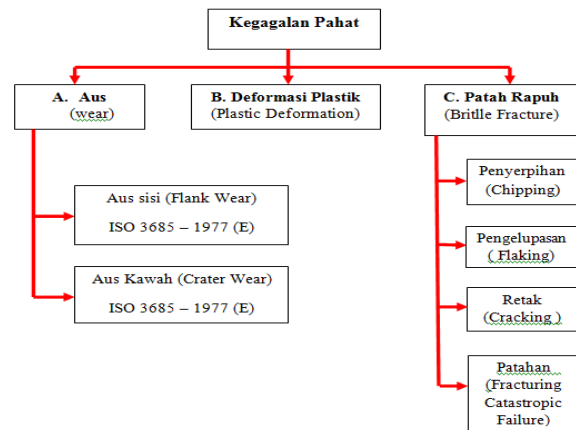 Kegagalan Pahat
A. Aus
(wear)
B. Deformasi Plastik
(Plastic Deformation)
C. Patah Rapuh
(Britlle Fracture)
Aus sisi (Flank Wear)
ISO 3685 – 1977 (E)
Aus Kawah (Crater Wear)
ISO 3685 – 1977 (E)
Penyerpihan
(Chipping)
Pengelupasan
( Flaking)
Retak
(Cracking )
Patahan
(Fracturing
Catastropic
Failure)